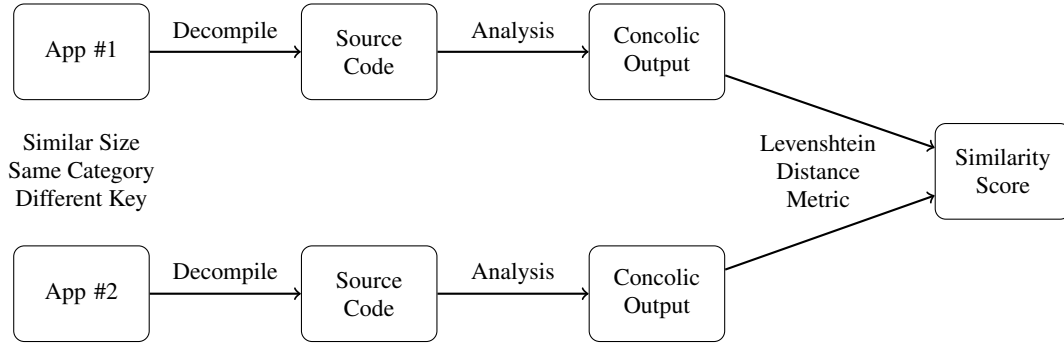 App #1
Decompile
Source
Code
Analysis
Concolic
Output
Similar Size
Same Category
Different Key
Levenshtein
Distance
Metric
Similarity
Score
App #2
Decompile
Source
Code
Analysis
Concolic
Output